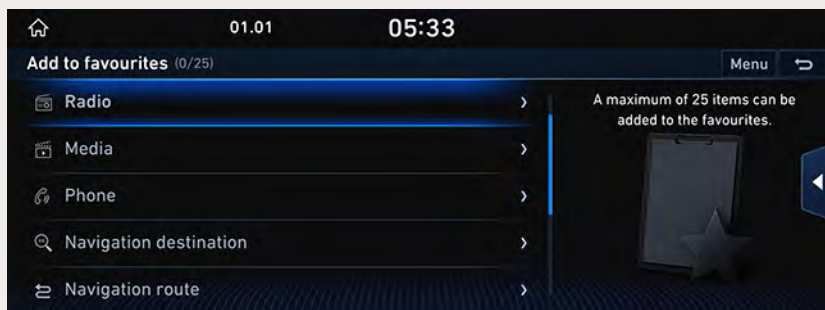 01.01
05:33
Add to favourites (0/25)
Menu
Radio
Media
Phone
Navigation destination
Navigation route
A maximum of 25 items can be
added to the favourites.